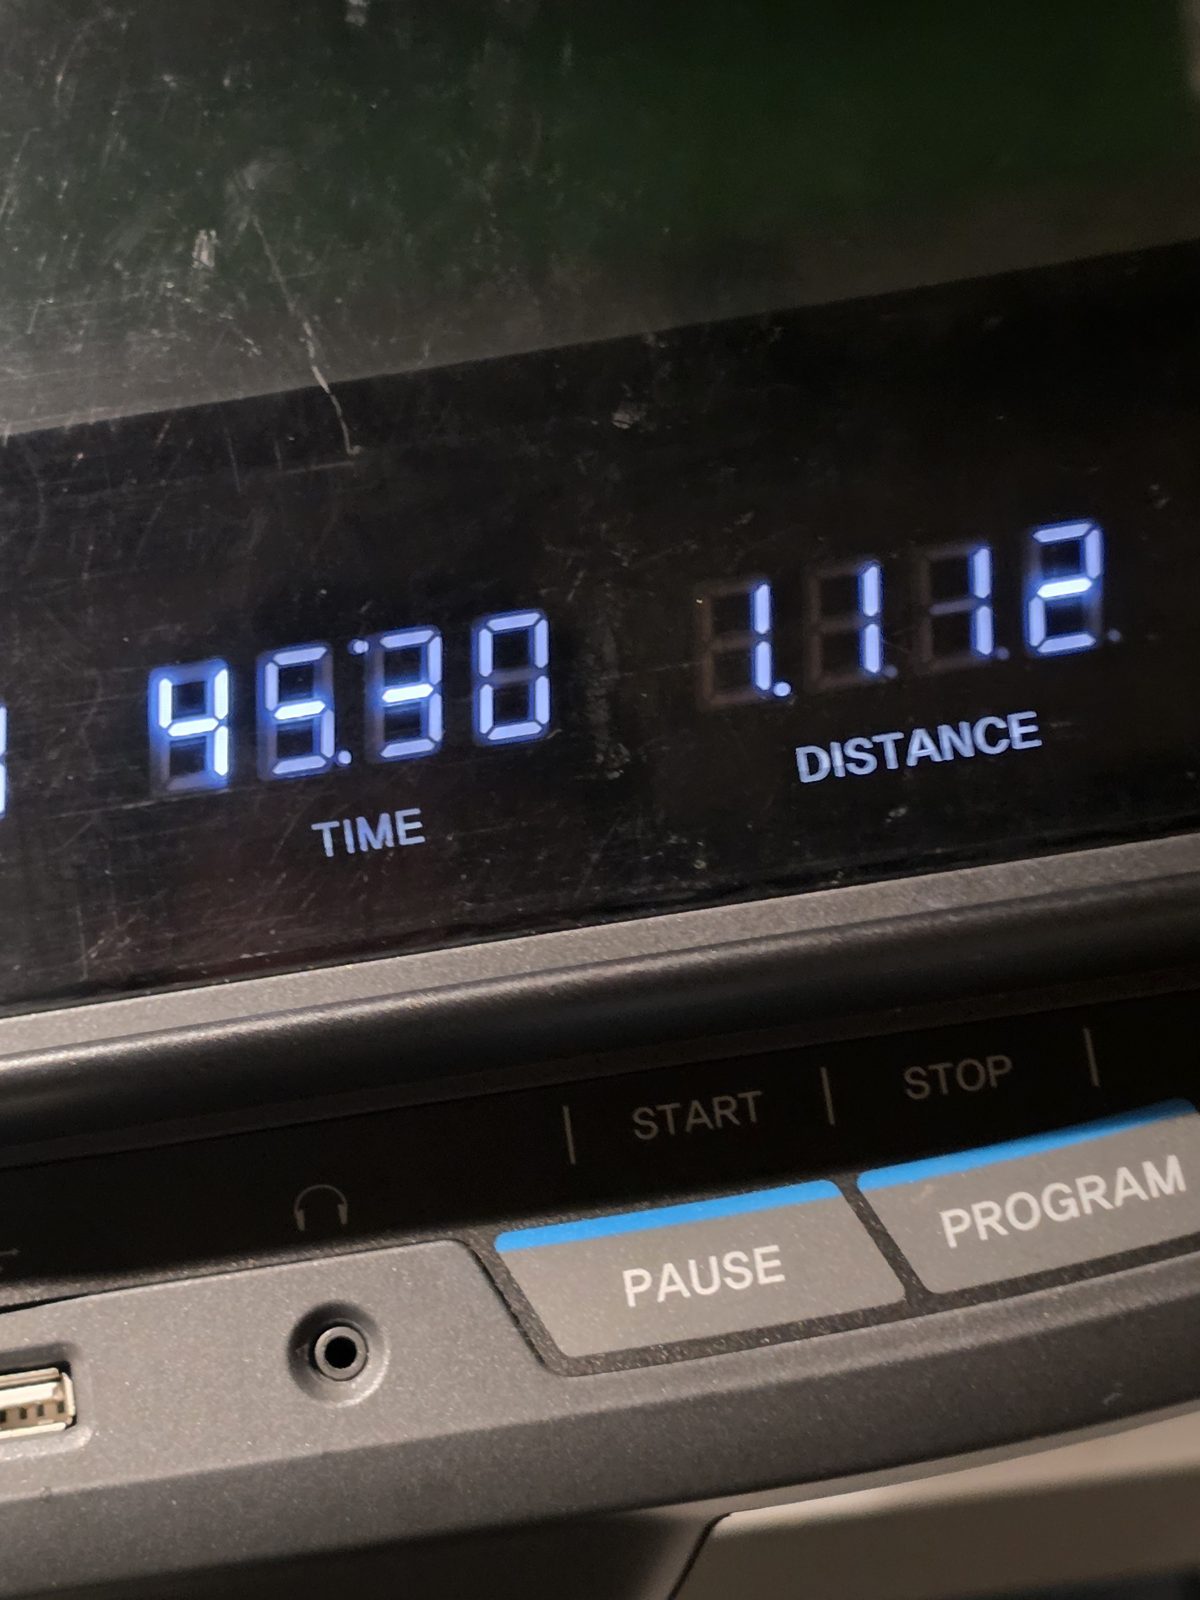 45:30
TIME
1.112
DISTANCE
| START | STOP |
PAUSE
PROGRAM